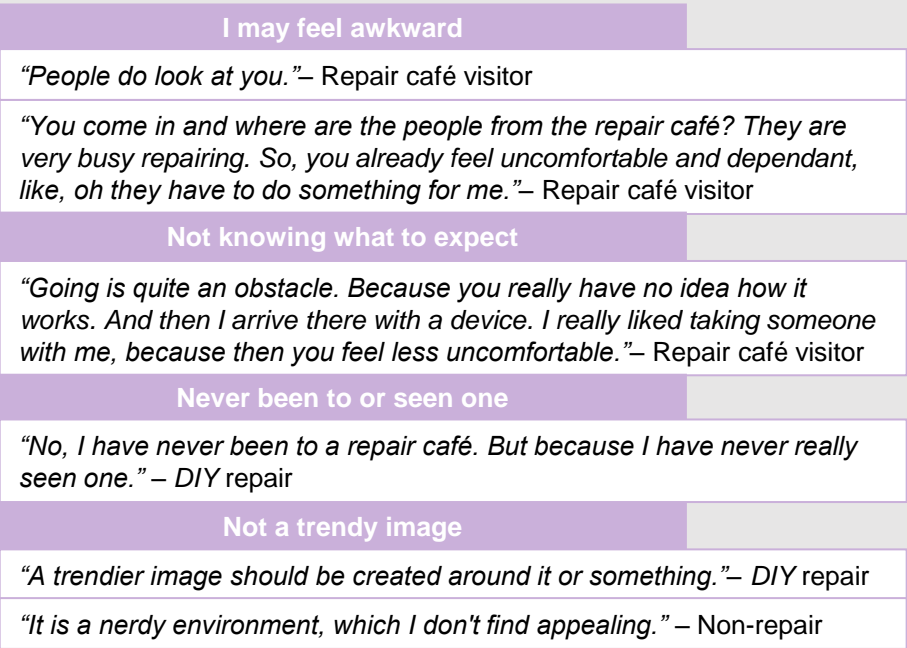 I may feel awkward
“People do look at you.”– Repair café visitor
“You come in and where are the people from the repair café? They are
very busy repairing. So, you already feel uncomfortable and dependant,
like, oh they have to do something for me.”– Repair café visitor
Not knowing what to expect
“Going is quite an obstacle. Because you really have no idea how it
works. And then I arrive there with a device. I really liked taking someone
with me, because then you feel less uncomfortable.”– Repair café visitor
Never been to or seen one
“No, I have never been to a repair café. But because I have never really
seen one.” – DIY repair
Not a trendy image
“A trendier image should be created around it or something.”– DIY repair
“It is a nerdy environment, which I don't find appealing.” – Non-repair